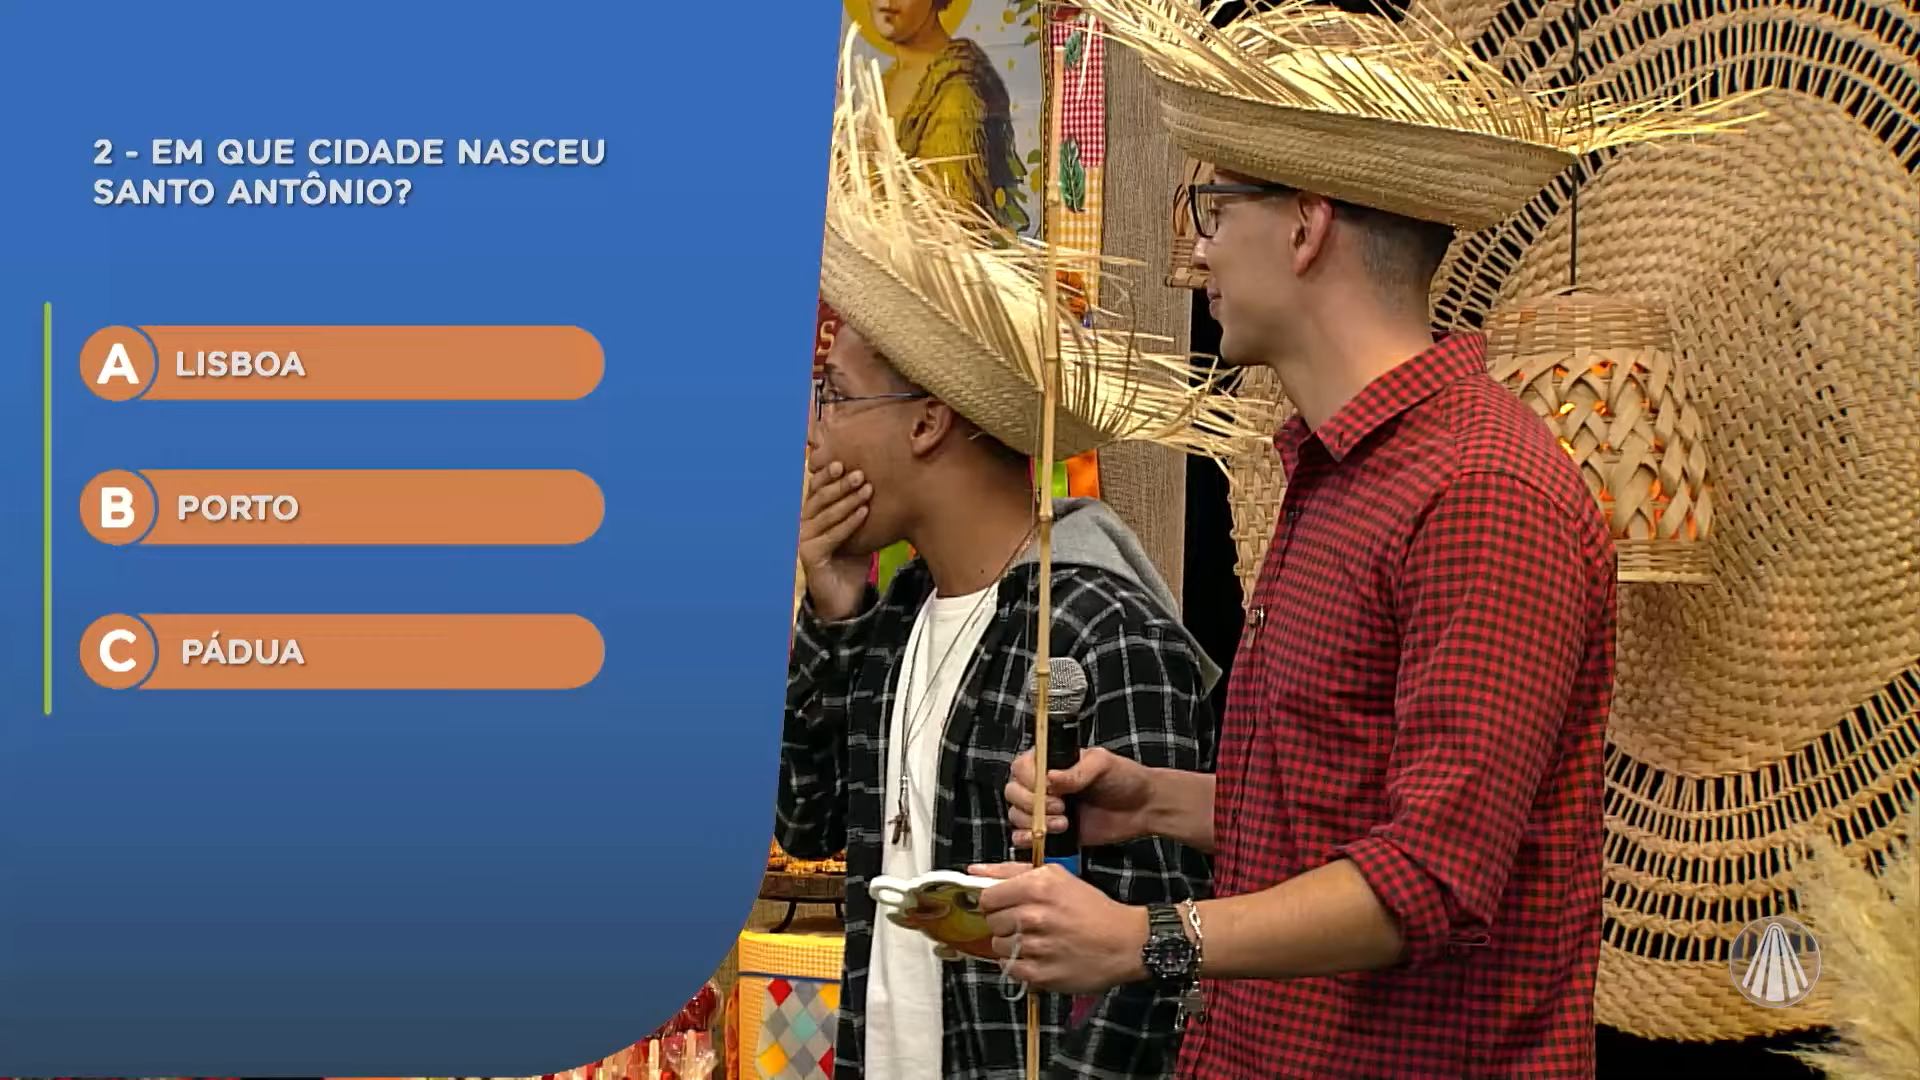 2 - EM QUE CIDADE NASCEU
SANTO ANTÔNIO?
A LISBOA
B PORTO
C PÁDUA